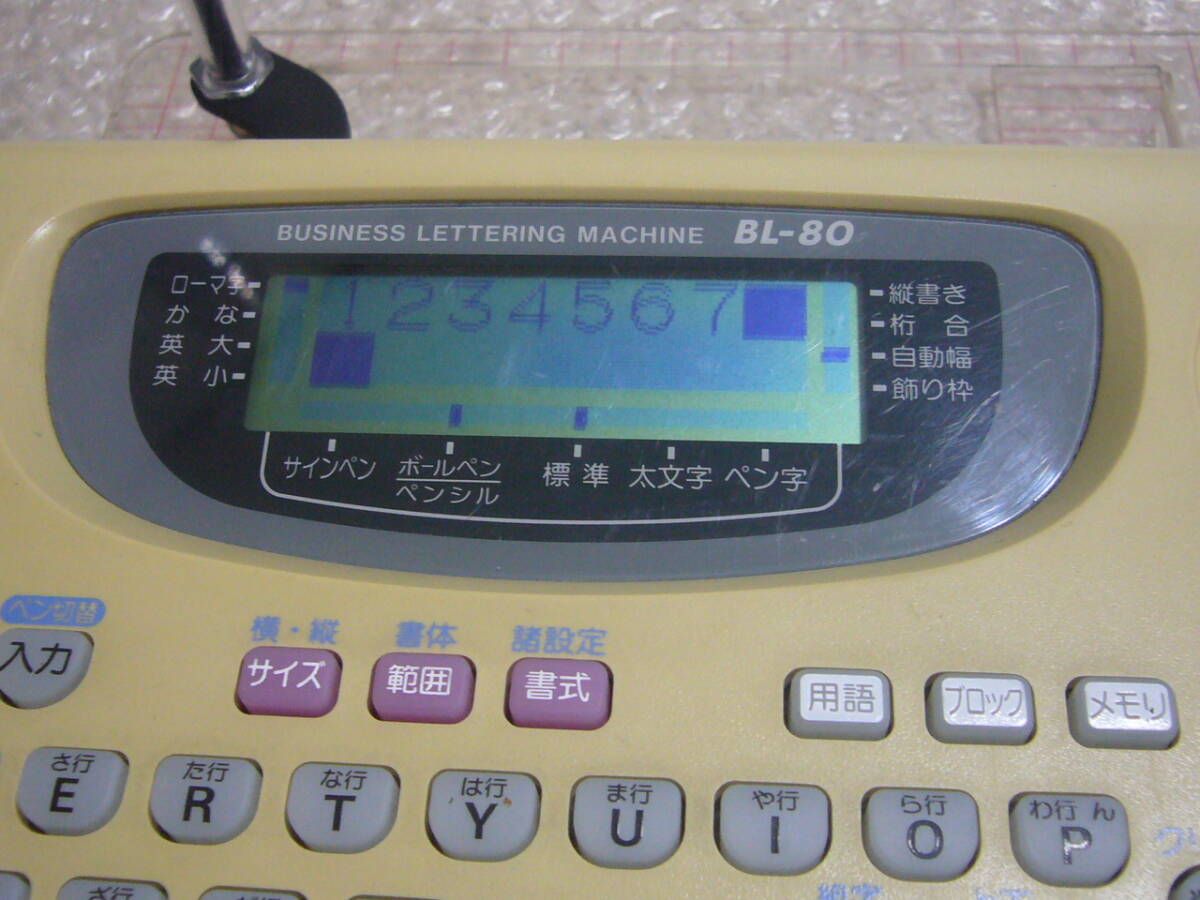 BUSINESS LETTERING MACHINE BL-80
ローマ字
かな
英大
英小
1234567
縦書き
桁合
自動幅
飾り枠
サインペン
ボールペン
ペンシル
標準
太文字
ペン字
ペン切替
入力
横・縦
サイズ
書体
範囲
諸設定
書式
用語
ブロック
メモリ
さ行
E
た行
R
な行
T
は行
Y
ま行
U
や行
I
ら行
O
わ行 ん
P
ざ行